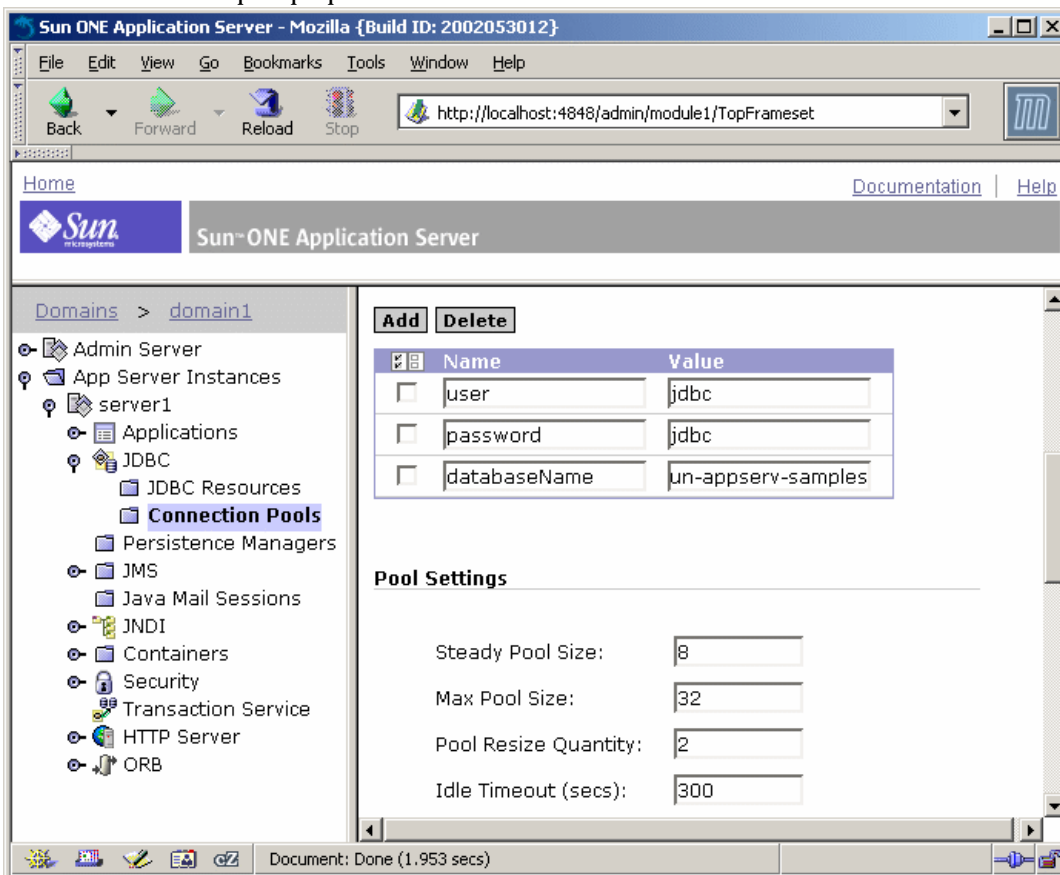 Sun ONE Application Server - Mozilla {Build ID: 2002053012}
File Edit View Go Bookmarks Tools Window Help
Back Forward Reload Stop http://localhost:4848/admin/module1/TopFrameset
Home Documentation | Help
Sun microsystems Sun™ ONE Application Server
Domains > domain1
Admin Server
App Server Instances
server1
Applications
JDBC
JDBC Resources
Connection Pools
Persistence Managers
JMS
Java Mail Sessions
JNDI
Containers
Security
Transaction Service
HTTP Server
ORB
Add Delete
Name Value
user jdbc
password jdbc
databaseName un-appserv-samples
Pool Settings
Steady Pool Size: 8
Max Pool Size: 32
Pool Resize Quantity: 2
Idle Timeout (secs): 300
Document: Done (1.953 secs)